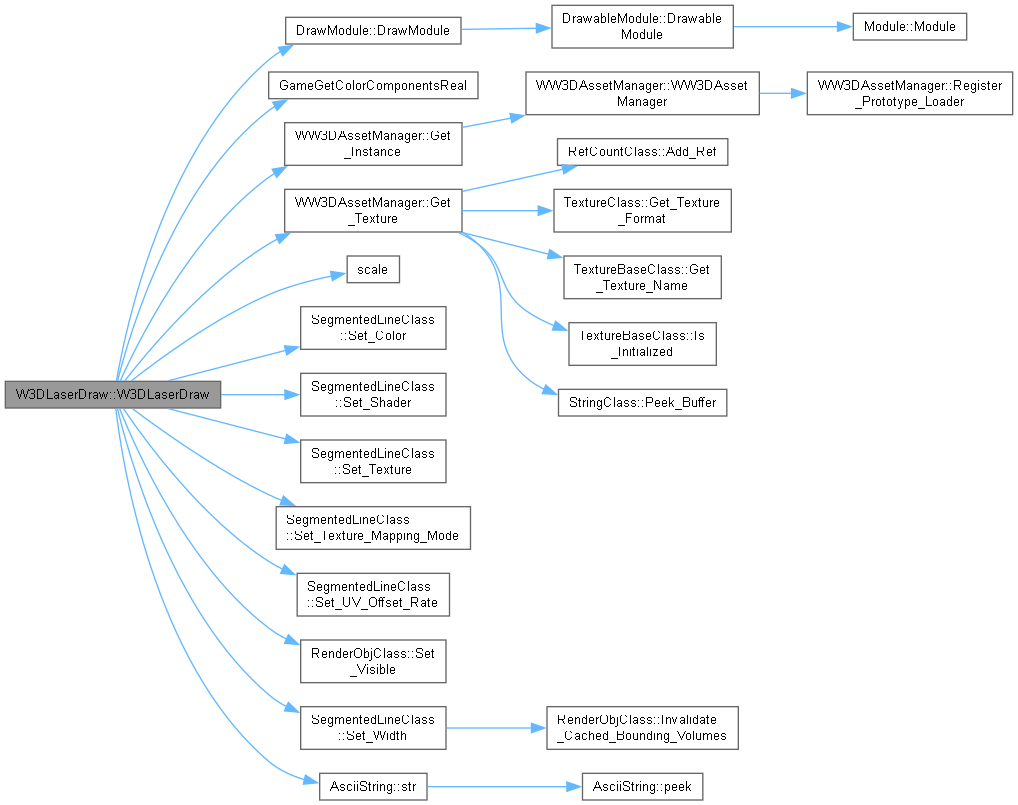 DrawModule::DrawModule
DrawableModule::Drawable
Module
Module::Module
GameGetColorComponentsReal
WW3DAssetManager::Get
_Instance
WW3DAssetManager::WW3DAsset
Manager
WW3DAssetManager::Register
_Prototype_Loader
WW3DAssetManager::Get
_Texture
RefCountClass::Add_Ref
TextureClass::Get_Texture
_Format
TextureBaseClass::Get
_Texture_Name
TextureBaseClass::Is
_Initialized
StringClass::Peek_Buffer
scale
SegmentedLineClass
::Set_Color
W3DLaserDraw::W3DLaserDraw
SegmentedLineClass
::Set_Shader
SegmentedLineClass
::Set_Texture
SegmentedLineClass
::Set_Texture_Mapping_Mode
SegmentedLineClass
::Set_UV_Offset_Rate
RenderObjClass::Set
_Visible
SegmentedLineClass
::Set_Width
RenderObjClass::Invalidate
_Cached_Bounding_Volumes
AsciiString::str
AsciiString::peek